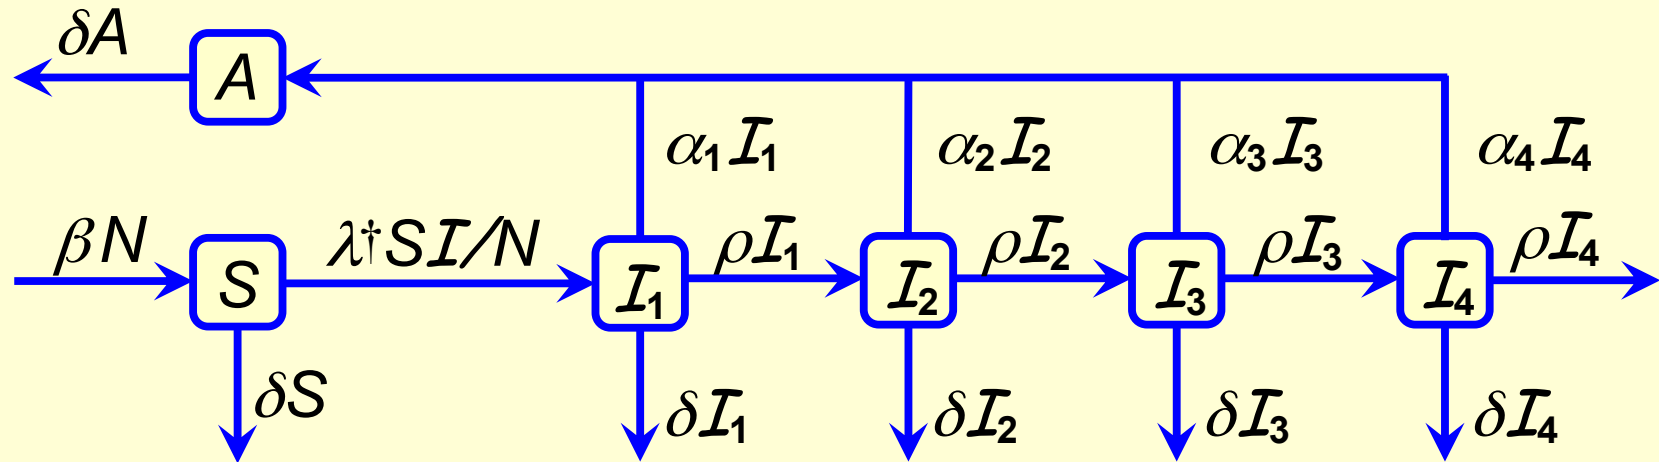 δA
A
α₁I₁ α₂I₂ α₃I₃ α₄I₄
βN S λ†SI/N I₁ ρI₁ I₂ ρI₂ I₃ ρI₃ I₄ ρI₄
δS δI₁ δI₂ δI₃ δI₄